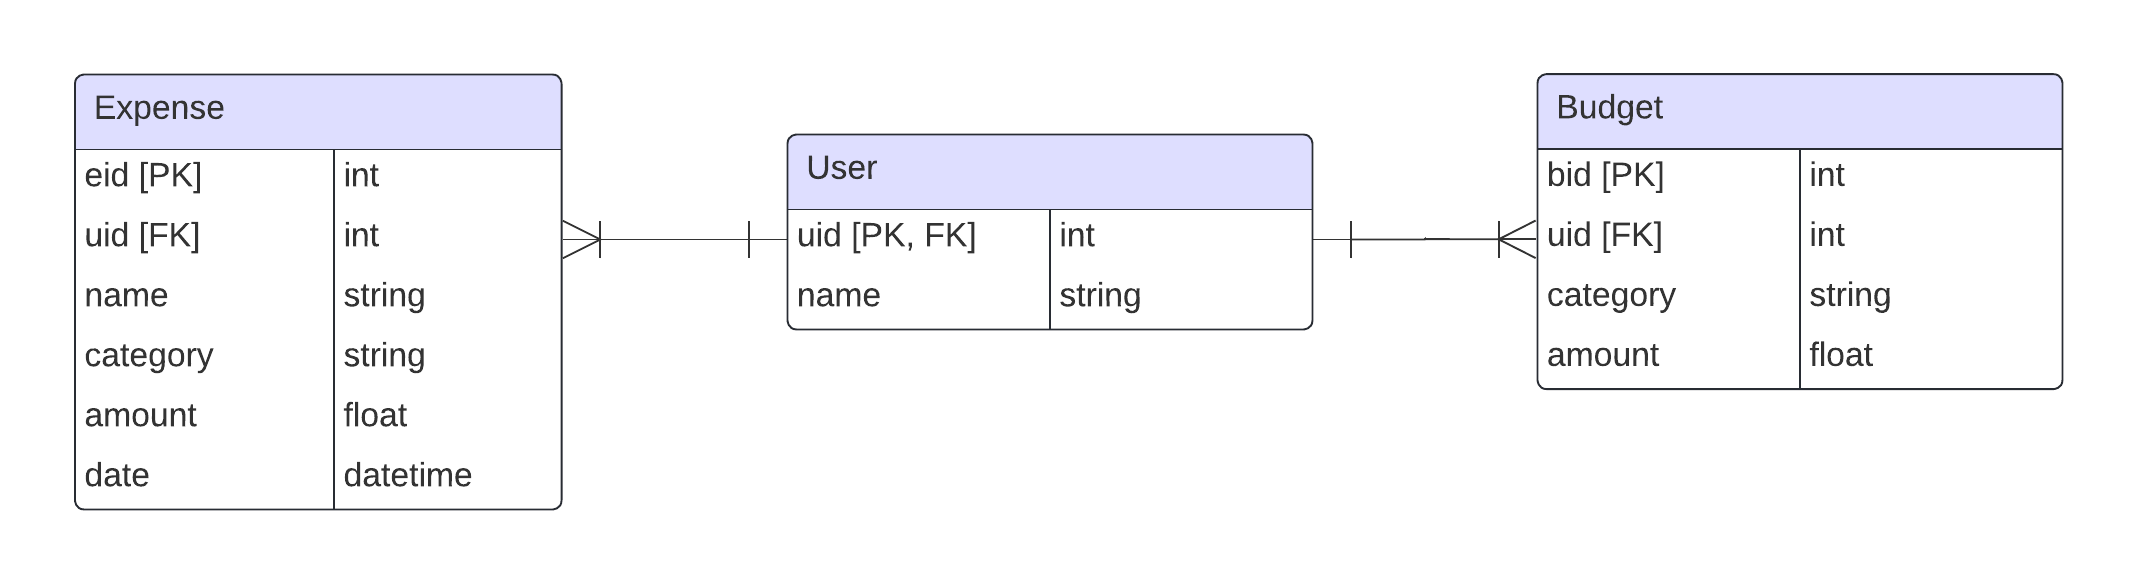 Expense
eid [PK] int
uid [FK] int
name string
category string
amount float
date datetime
User
uid [PK, FK] int
name string
Budget
bid [PK] int
uid [FK] int
category string
amount float